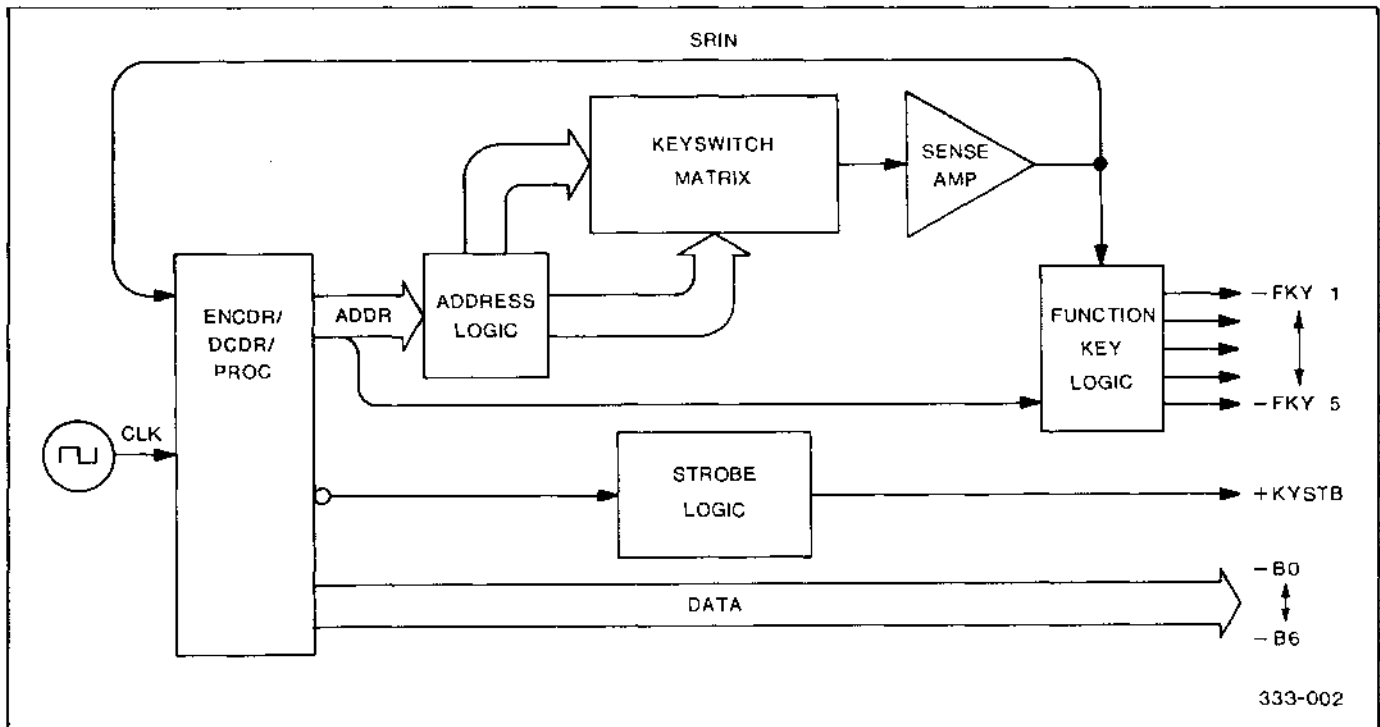 SRIN
KEYSWITCH
MATRIX
SENSE
AMP
ENCDR/
DCDR/
PROC
ADDR
ADDRESS
LOGIC
FUNCTION
KEY
LOGIC
-FKY 1
-FKY 5
CLK
STROBE
LOGIC
+KYSTB
DATA
-B0
-B6
333-002